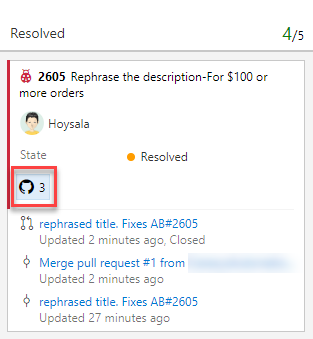 Resolved 4/5
2605 Rephrase the description-For $100 or
more orders
Hoysala
State Resolved
3
rephrased title. Fixes AB#2605
Updated 2 minutes ago, Closed
Merge pull request #1 from
Updated 2 minutes ago
rephrased title. Fixes AB#2605
Updated 27 minutes ago